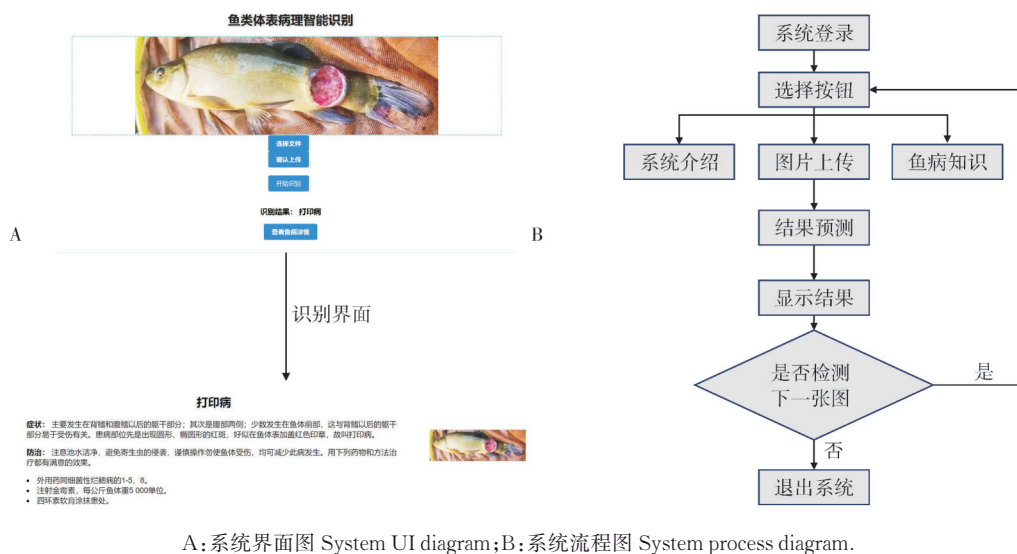 鱼类体表病理智能识别
选择文件
确认上传
开始识别
识别结果： 打印病
查看鱼病详情
A
识别界面
打印病
症状： 主要发生在背鳍和腹鳍以后的躯干部分；其次是腹部两侧；少数发生在鱼体前部，这与背鳍以后的躯干
部分易于受伤有关。患病部位先是出现圆形、椭圆形的红斑，好似在鱼体表加盖红色印章，故叫打印病。
防治： 注意池水洁净，避免寄生虫的侵袭，谨慎操作勿使鱼体受伤，均可减少此病发生。用下列药物和方法治
疗都有满意的效果。
• 外用药同细菌性烂鳃病的1-5、8。
• 注射金霉素，每公斤鱼体重5 000单位。
• 四环素软膏涂抹患处。
B
系统登录
选择按钮
系统介绍
图片上传
鱼病知识
结果预测
显示结果
是否检测
下一张图
是
否
退出系统
A:系统界面图 System UI diagram;B:系统流程图 System process diagram.